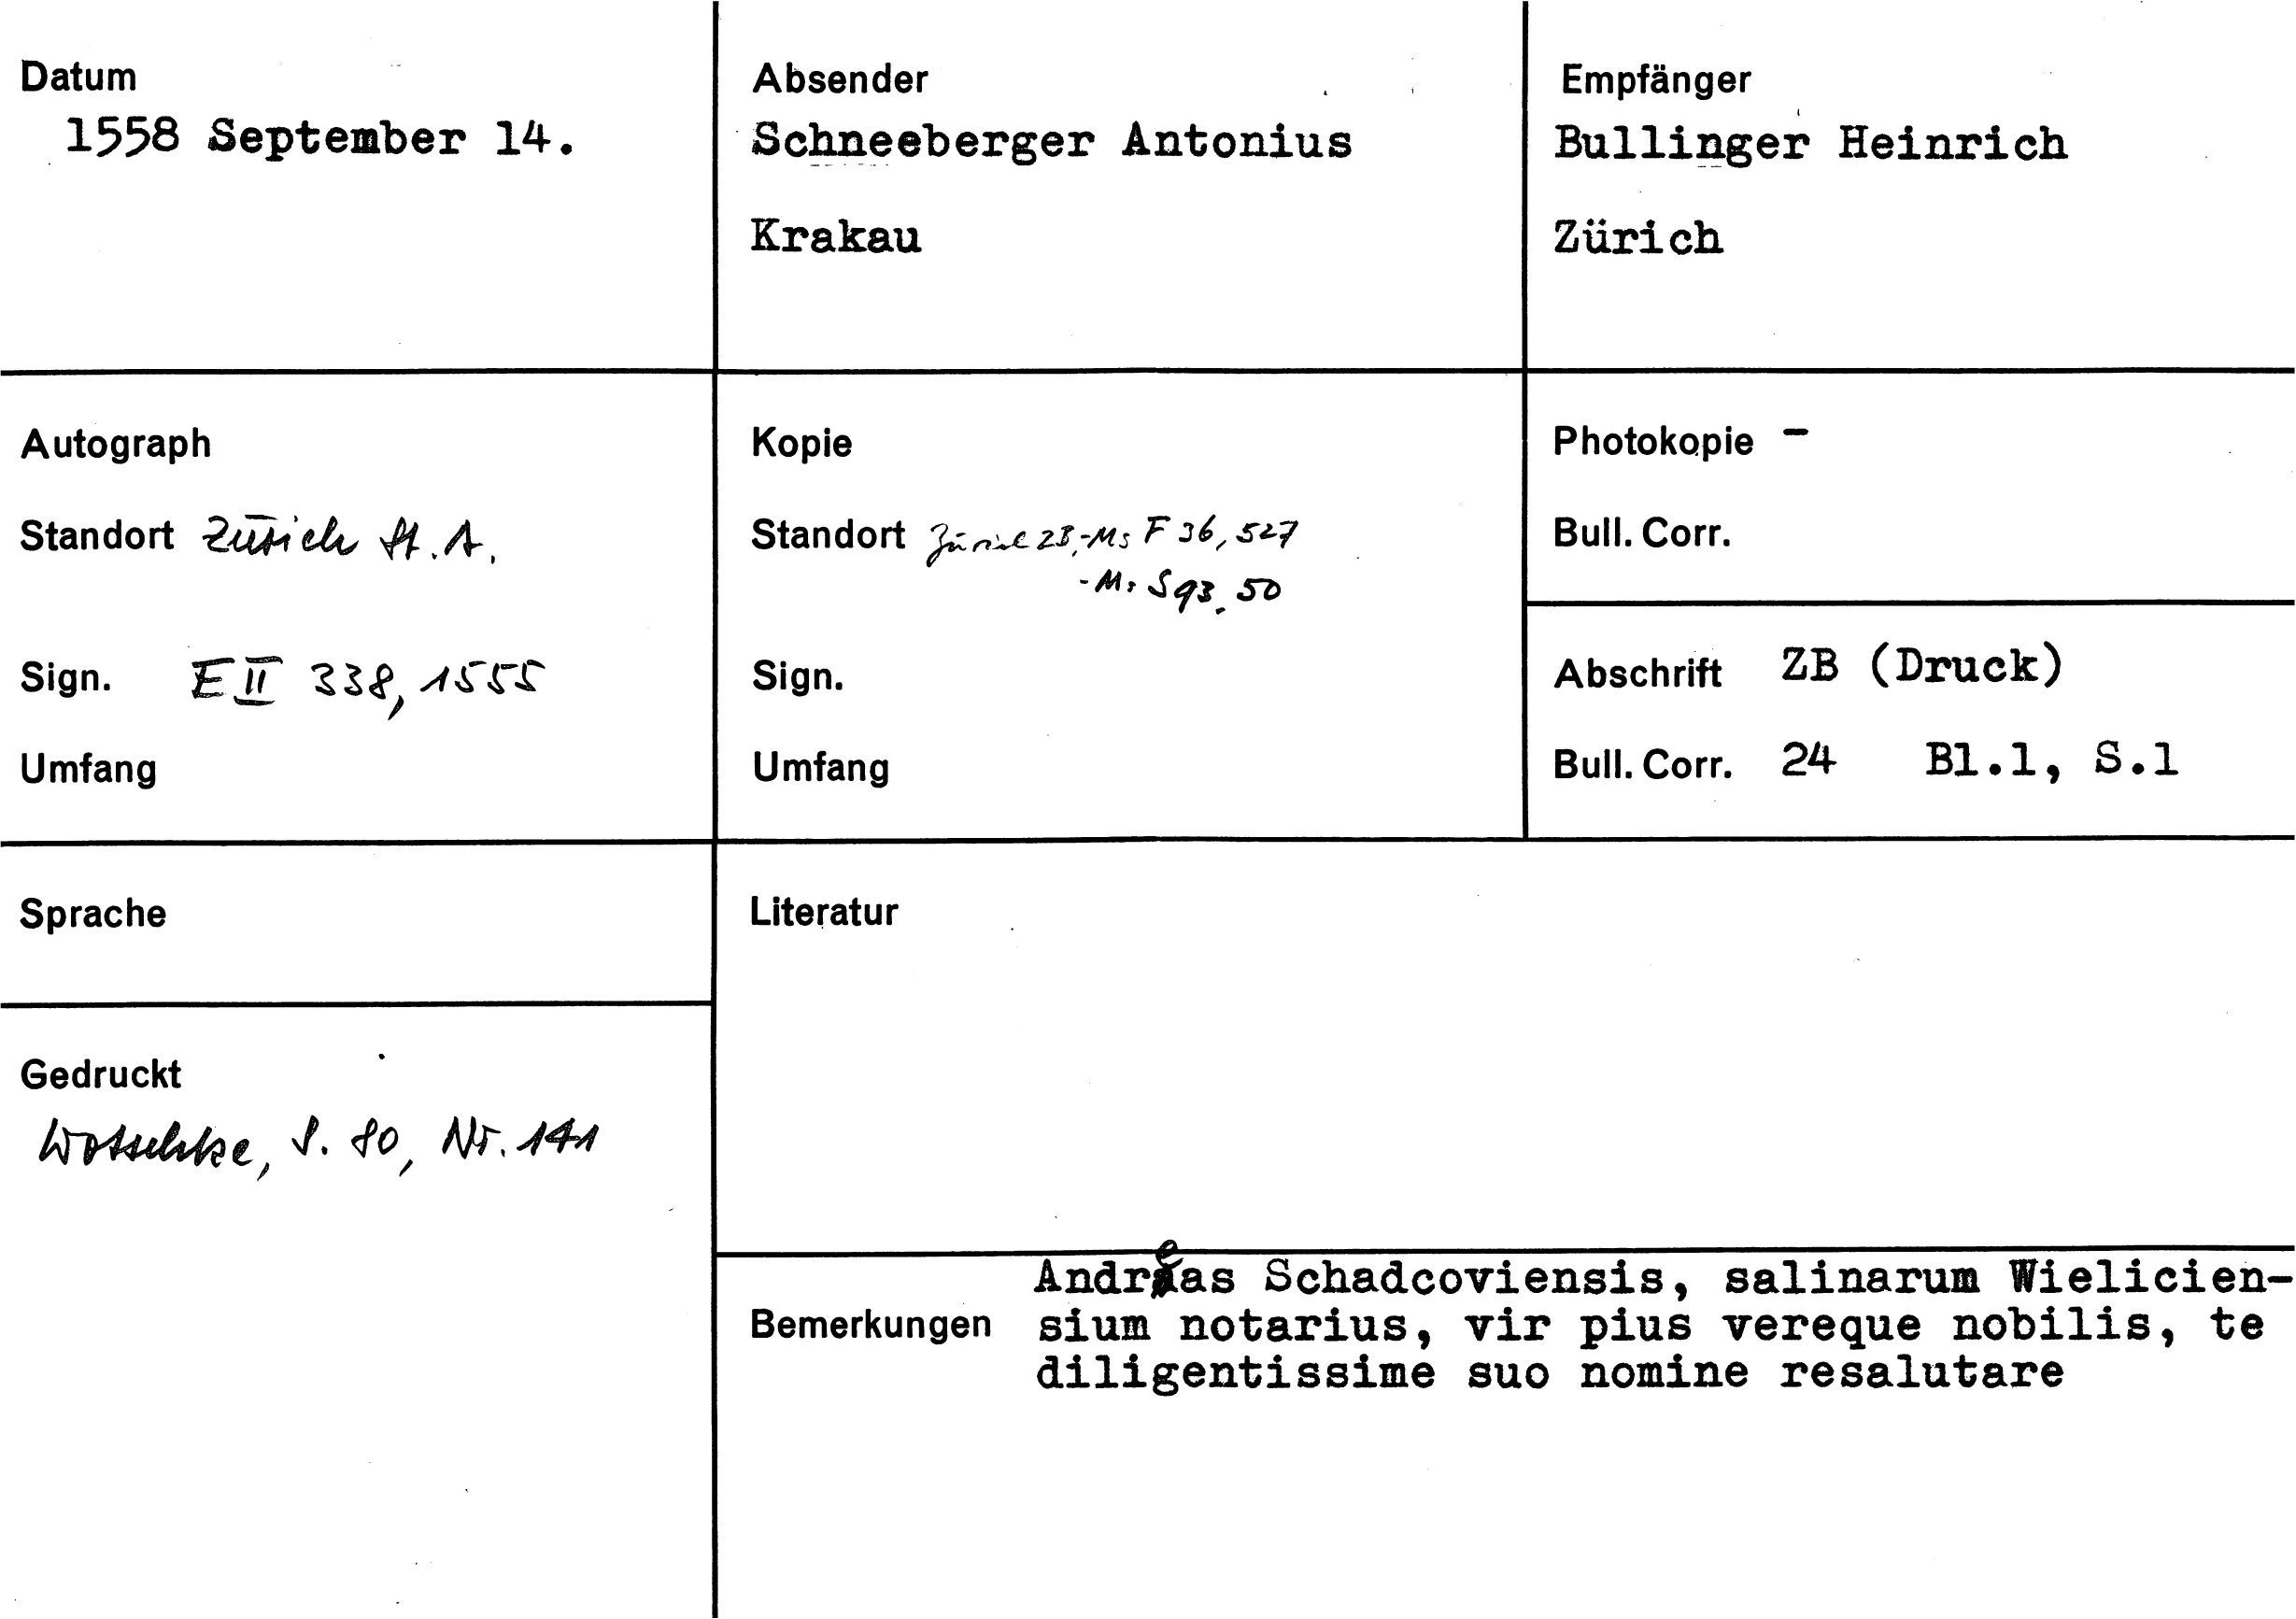 Datum
1558 September 14.
Absender
Schneeberger Antonius
Krakau
Empfänger
Bullinger Heinrich
Zürich
Autograph
Standort Zürich St. A.
Sign. E II 338, 1555
Umfang
Kopie
Standort Zürich ZB, -Ms F 36, 527
-Ms S 93, 50
Sign.
Umfang
Photokopie -
Bull. Corr.
Abschrift ZB (Druck)
Bull. Corr. 24 Bl.1, S.1
Sprache
Gedruckt
Wotschke, S. 80, Nr. 141
Literatur
Bemerkungen
Andreas Schadcoviensis, salinarum Wielicien-
sium notarius, vir pius vereque nobilis, te
diligentissime suo nomine resalutare